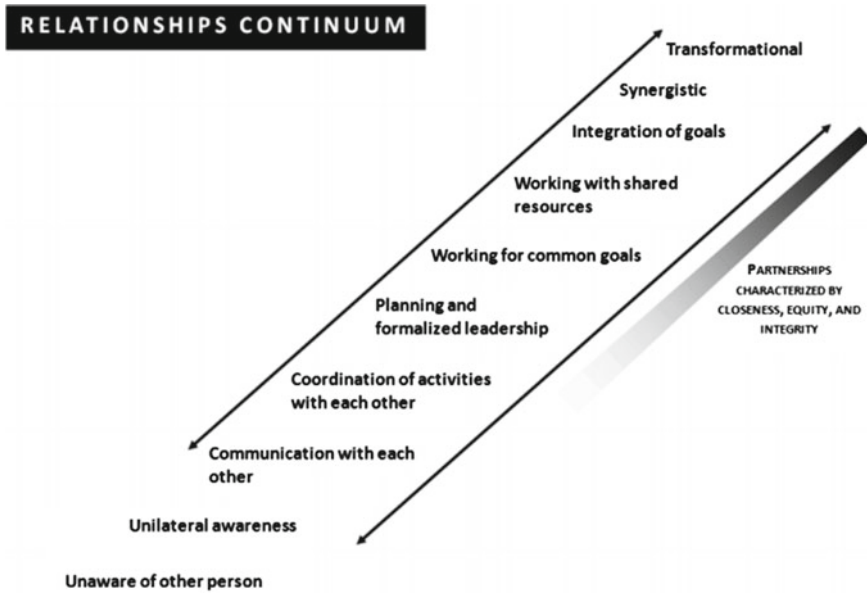 RELATIONSHIPS CONTINUUM
Transformational
Synergistic
Integration of goals
Working with shared
resources
Working for common goals
Planning and
formalized leadership
Coordination of activities
with each other
Communication with each
other
Unilateral awareness
Unaware of other person
PARTNERSHIPS
CHARACTERIZED BY
CLOSENESS, EQUITY, AND
INTEGRITY